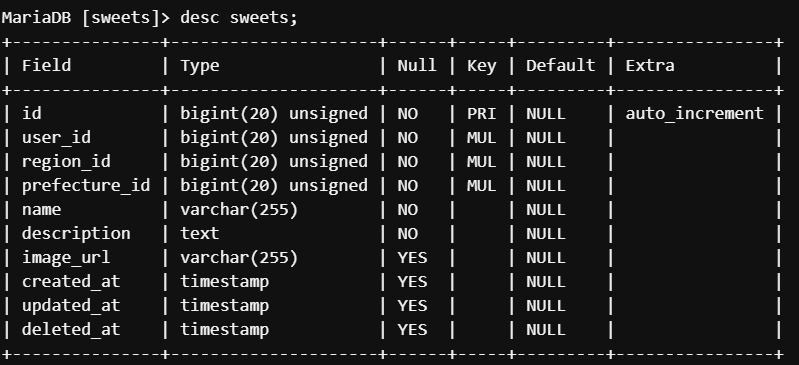 MariaDB [sweets]> desc sweets;
+---------------+---------------------+------+-----+---------+----------------+
| Field         | Type                | Null | Key | Default | Extra          |
+---------------+---------------------+------+-----+---------+----------------+
| id            | bigint(20) unsigned | NO   | PRI | NULL    | auto_increment |
| user_id       | bigint(20) unsigned | NO   | MUL | NULL    |                |
| region_id     | bigint(20) unsigned | NO   | MUL | NULL    |                |
| prefecture_id | bigint(20) unsigned | NO   | MUL | NULL    |                |
| name          | varchar(255)        | NO   |     | NULL    |                |
| description   | text                | NO   |     | NULL    |                |
| image_url     | varchar(255)        | YES  |     | NULL    |                |
| created_at    | timestamp           | YES  |     | NULL    |                |
| updated_at    | timestamp           | YES  |     | NULL    |                |
| deleted_at    | timestamp           | YES  |     | NULL    |                |
+---------------+---------------------+------+-----+---------+----------------+